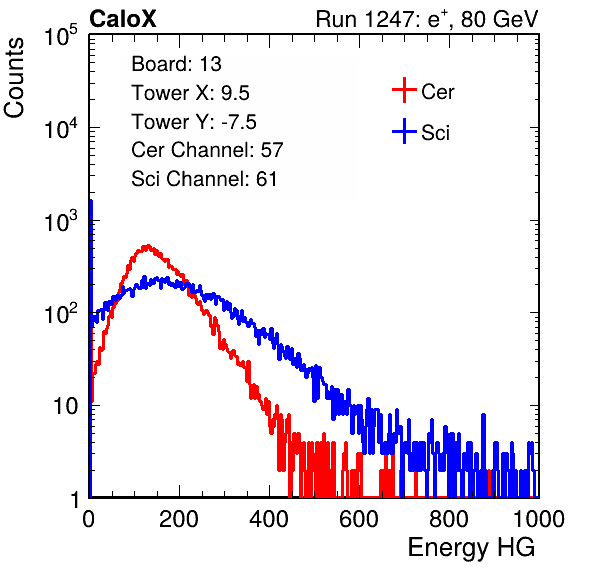 CaloX Run 1247: e⁺, 80 GeV
Counts
Board: 13
Tower X: 9.5
Tower Y: -7.5
Cer Channel: 57
Sci Channel: 61
Cer
Sci
10⁵
10⁴
10³
10²
10
1
0 200 400 600 800 1000
Energy HG